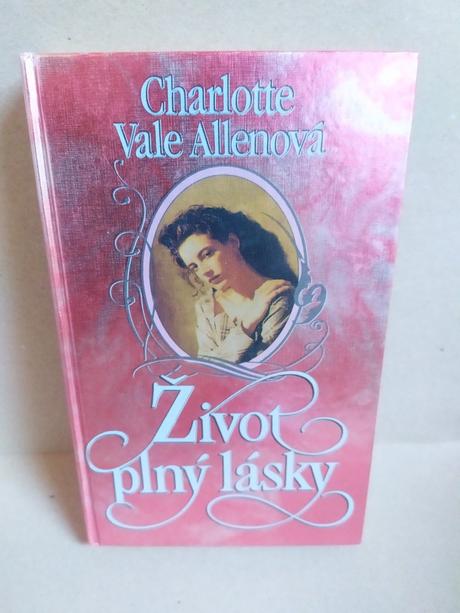 Charlotte
Vale Allenová
Život
plný lásky